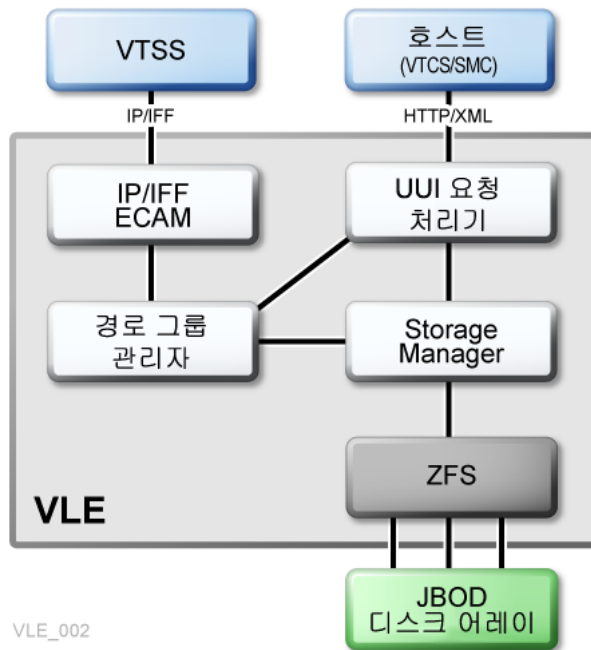 VTSS
호스트
(VTCS/SMC)
IP/IFF
HTTP/XML
IP/IFF
ECAM
UUI 요청
처리기
경로 그룹
관리자
Storage
Manager
ZFS
VLE
JBOD
디스크 어레이
VLE_002